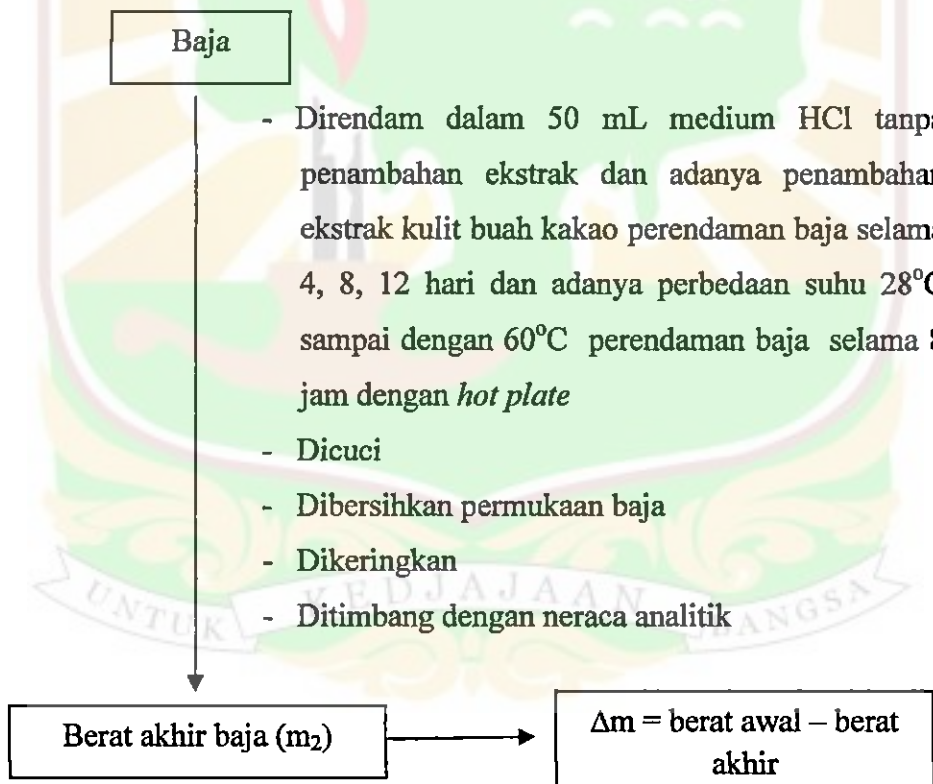 Baja
- Direndam dalam 50 mL medium HCl tanpa
penambahan ekstrak dan adanya penambahan
ekstrak kulit buah kakao perendaman baja selama
4, 8, 12 hari dan adanya perbedaan suhu 28°C
sampai dengan 60°C perendaman baja selama 8
jam dengan hot plate
- Dicuci
- Dibersihkan permukaan baja
- Dikeringkan
- Ditimbang dengan neraca analitik
UNTUK KEDJAJAAN BANGSA
Berat akhir baja (m₂)
Δm = berat awal – berat
akhir